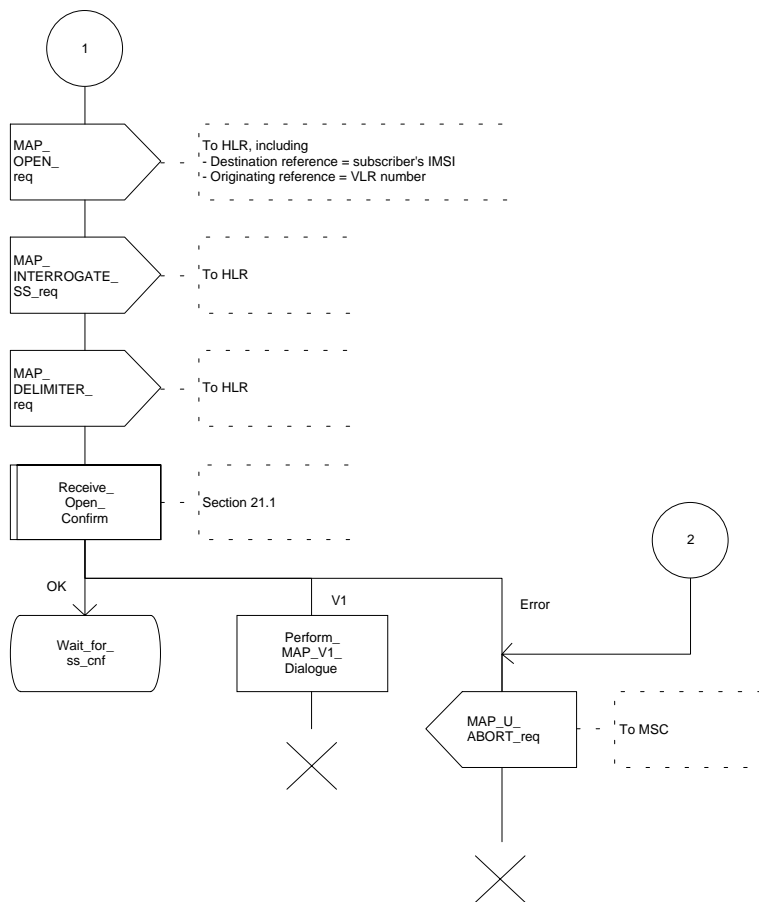 1
MAP_
OPEN_
req
To HLR, including
- Destination reference = subscriber's IMSI
- Originating reference = VLR number
MAP_
INTERROGATE_
SS_req
To HLR
MAP_
DELIMITER_
req
To HLR
Receive_
Open_
Confirm
Section 21.1
2
OK
V1
Error
Wait_for_
ss_cnf
Perform_
MAP_V1_
Dialogue
MAP_U_
ABORT_req
To MSC